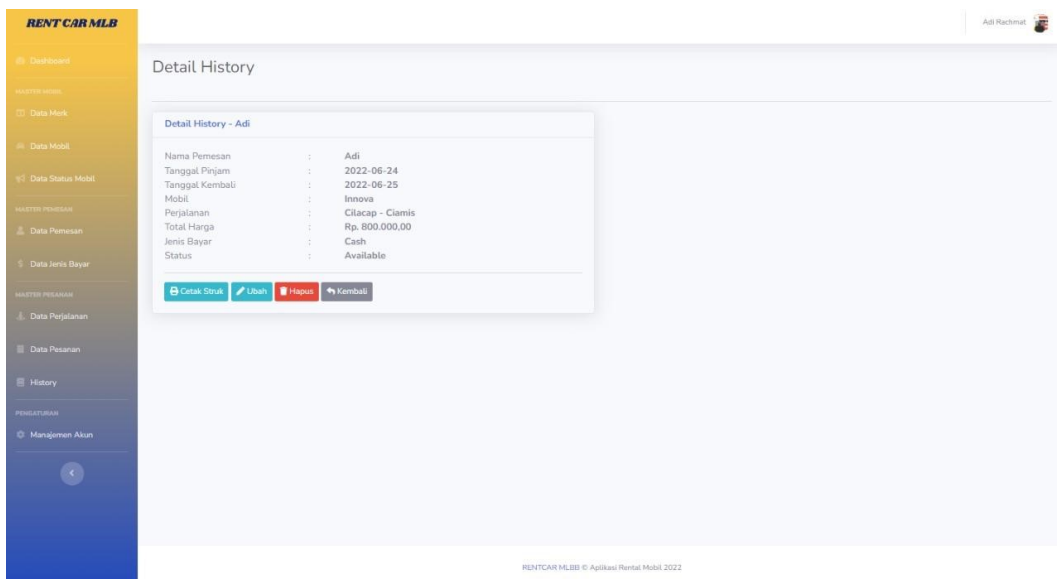 RENT CAR MLB
Adi Rachmat
Dashboard
Detail History
MASTER MOBIL
Data Merk
Data Mobil
Data Status Mobil
MASTER PEMESAN
Data Pemesan
Data Jenis Bayar
MASTER PESANAN
Data Perjalanan
Data Pesanan
History
PENGATURAN
Manajemen Akun
Detail History - Adi
Nama Pemesan : Adi
Tanggal Pinjam : 2022-06-24
Tanggal Kembali : 2022-06-25
Mobil : Innova
Perjalanan : Cilacap - Ciamis
Total Harga : Rp. 800.000,00
Jenis Bayar : Cash
Status : Available
Cetak Struk Ubah Hapus Kembali
RENTCAR MLBB © Aplikasi Rental Mobil 2022